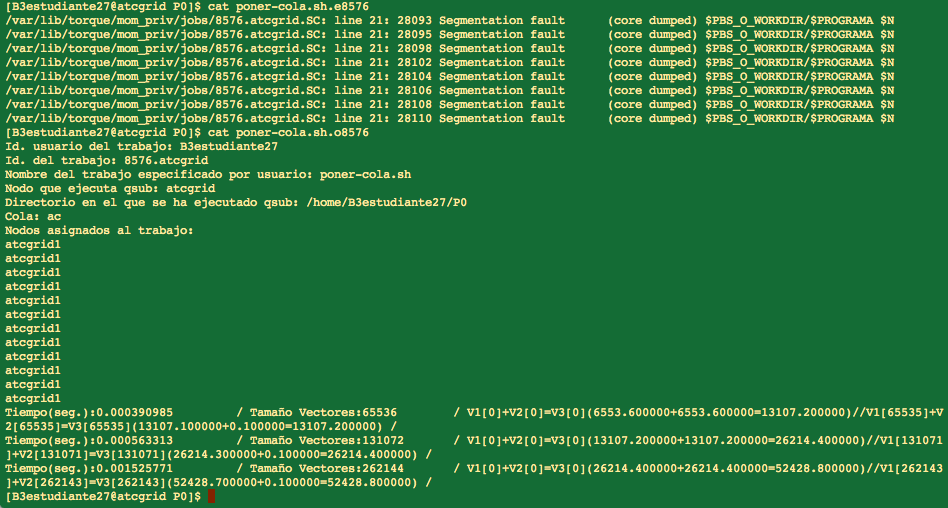 [B3estudiante27@atcgrid P0]$ cat poner-cola.sh.e8576
/var/lib/torque/mom_priv/jobs/8576.atcgrid.SC: line 21: 28093 Segmentation fault      (core dumped) $PBS_O_WORKDIR/$PROGRAMA $N
/var/lib/torque/mom_priv/jobs/8576.atcgrid.SC: line 21: 28095 Segmentation fault      (core dumped) $PBS_O_WORKDIR/$PROGRAMA $N
/var/lib/torque/mom_priv/jobs/8576.atcgrid.SC: line 21: 28098 Segmentation fault      (core dumped) $PBS_O_WORKDIR/$PROGRAMA $N
/var/lib/torque/mom_priv/jobs/8576.atcgrid.SC: line 21: 28102 Segmentation fault      (core dumped) $PBS_O_WORKDIR/$PROGRAMA $N
/var/lib/torque/mom_priv/jobs/8576.atcgrid.SC: line 21: 28104 Segmentation fault      (core dumped) $PBS_O_WORKDIR/$PROGRAMA $N
/var/lib/torque/mom_priv/jobs/8576.atcgrid.SC: line 21: 28106 Segmentation fault      (core dumped) $PBS_O_WORKDIR/$PROGRAMA $N
/var/lib/torque/mom_priv/jobs/8576.atcgrid.SC: line 21: 28108 Segmentation fault      (core dumped) $PBS_O_WORKDIR/$PROGRAMA $N
/var/lib/torque/mom_priv/jobs/8576.atcgrid.SC: line 21: 28110 Segmentation fault      (core dumped) $PBS_O_WORKDIR/$PROGRAMA $N
[B3estudiante27@atcgrid P0]$ cat poner-cola.sh.o8576
Id. usuario del trabajo: B3estudiante27
Id. del trabajo: 8576.atcgrid
Nombre del trabajo especificado por usuario: poner-cola.sh
Nodo que ejecuta qsub: atcgrid
Directorio en el que se ha ejecutado qsub: /home/B3estudiante27/P0
Cola: ac
Nodos asignados al trabajo:
atcgrid1
atcgrid1
atcgrid1
atcgrid1
atcgrid1
atcgrid1
atcgrid1
atcgrid1
atcgrid1
atcgrid1
atcgrid1
atcgrid1
Tiempo(seg.):0.000390985         / Tamaño Vectores:65536        / V1[0]+V2[0]=V3[0](6553.600000+6553.600000=13107.200000)//V1[65535]+V
2[65535]=V3[65535](13107.100000+0.100000=13107.200000) /
Tiempo(seg.):0.000563313         / Tamaño Vectores:131072       / V1[0]+V2[0]=V3[0](13107.200000+13107.200000=26214.400000)//V1[131071
]+V2[131071]=V3[131071](26214.300000+0.100000=26214.400000) /
Tiempo(seg.):0.001525771         / Tamaño Vectores:262144       / V1[0]+V2[0]=V3[0](26214.400000+26214.400000=52428.800000)//V1[262143
]+V2[262143]=V3[262143](52428.700000+0.100000=52428.800000) /
[B3estudiante27@atcgrid P0]$